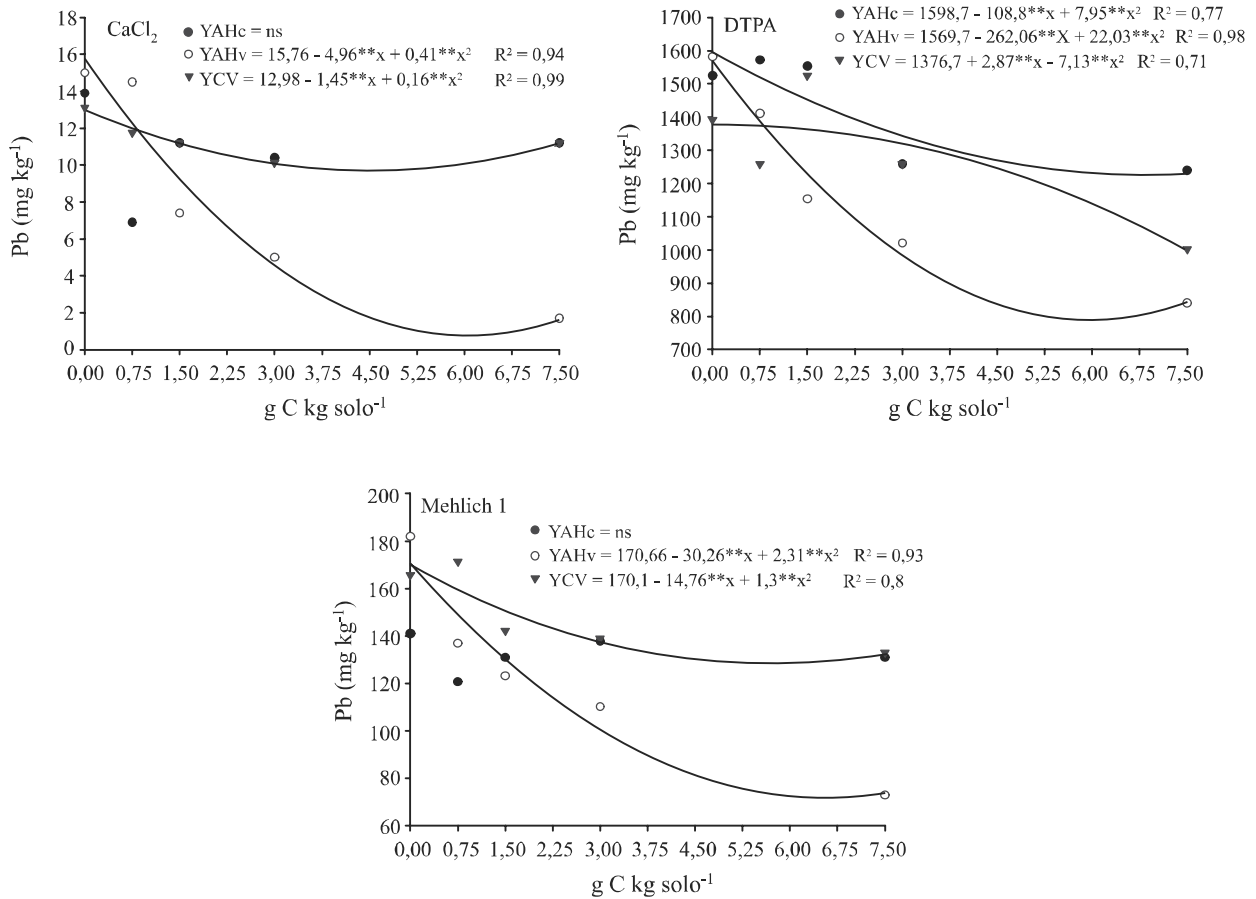 CaCl₂
YAHc = ns
YAHv = 15,76 - 4,96**x + 0,41**x² R² = 0,94
YCV = 12,98 - 1,45**x + 0,16**x² R² = 0,99
Pb (mg kg⁻¹)
18
16
14
12
10
8
6
4
2
0
0,00 0,75 1,50 2,25 3,00 3,75 4,50 5,25 6,00 6,75 7,50
g C kg solo⁻¹
DTPA
YAHc = 1598,7 - 108,8**x + 7,95**x² R² = 0,77
YAHv = 1569,7 - 262,06**X + 22,03**x² R² = 0,98
YCV = 1376,7 + 2,87**x - 7,13**x² R² = 0,71
Pb (mg kg⁻¹)
1700
1600
1500
1400
1300
1200
1100
1000
900
800
700
0,00 0,75 1,50 2,25 3,00 3,75 4,50 5,25 6,00 6,75 7,50
g C kg solo⁻¹
Mehlich 1
YAHc = ns
YAHv = 170,66 - 30,26**x + 2,31**x² R² = 0,93
YCV = 170,1 - 14,76**x + 1,3**x² R² = 0,8
Pb (mg kg⁻¹)
200
180
160
140
120
100
80
60
0,00 0,75 1,50 2,25 3,00 3,75 4,50 5,25 6,00 6,75 7,50
g C kg solo⁻¹